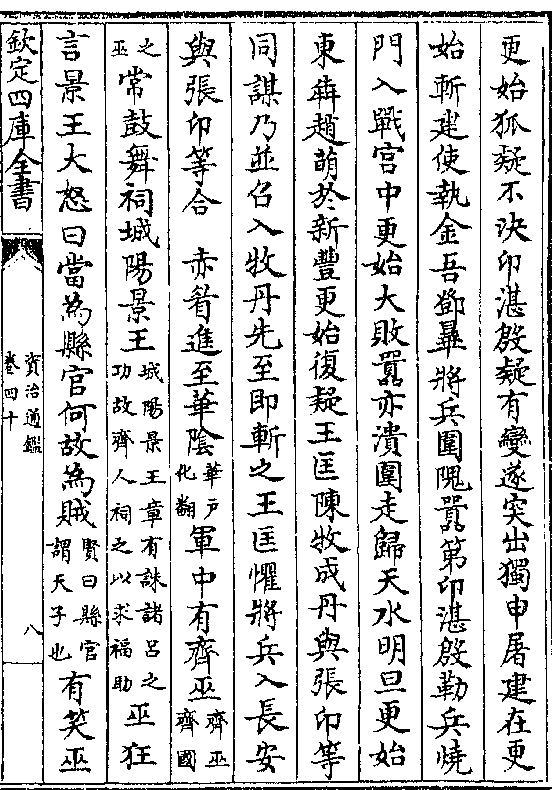 更始狐疑不決卬湛殷疑有變遂突出獨申屠建在更
始斬建使執金吾鄧曅將兵圍隗囂第卬湛殷勒兵燒
門入戰宮中更始大敗囂亦潰圍走歸天水明旦更始
東奔趙萌於新豐更始復疑王匡陳牧成丹與張卬等
同謀乃並召入牧丹先至即斬之王匡懼將兵入長安
與張卬等合　赤眉進至華隂華戶化翻軍中有齊巫齊巫齊國
之巫常鼓舞祠城陽景王城陽景王章有誅諸呂之功故齊人祠之以求福助巫狂
言景王大怒曰當為縣官何故為賊賢曰縣官謂天子也有笑巫
欽定四庫全書
資治通鑑
卷四十
八